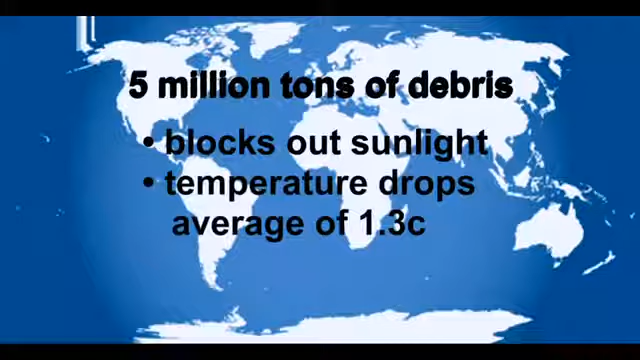 5 million tons of debris
• blocks out sunlight
• temperature drops
average of 1.3c